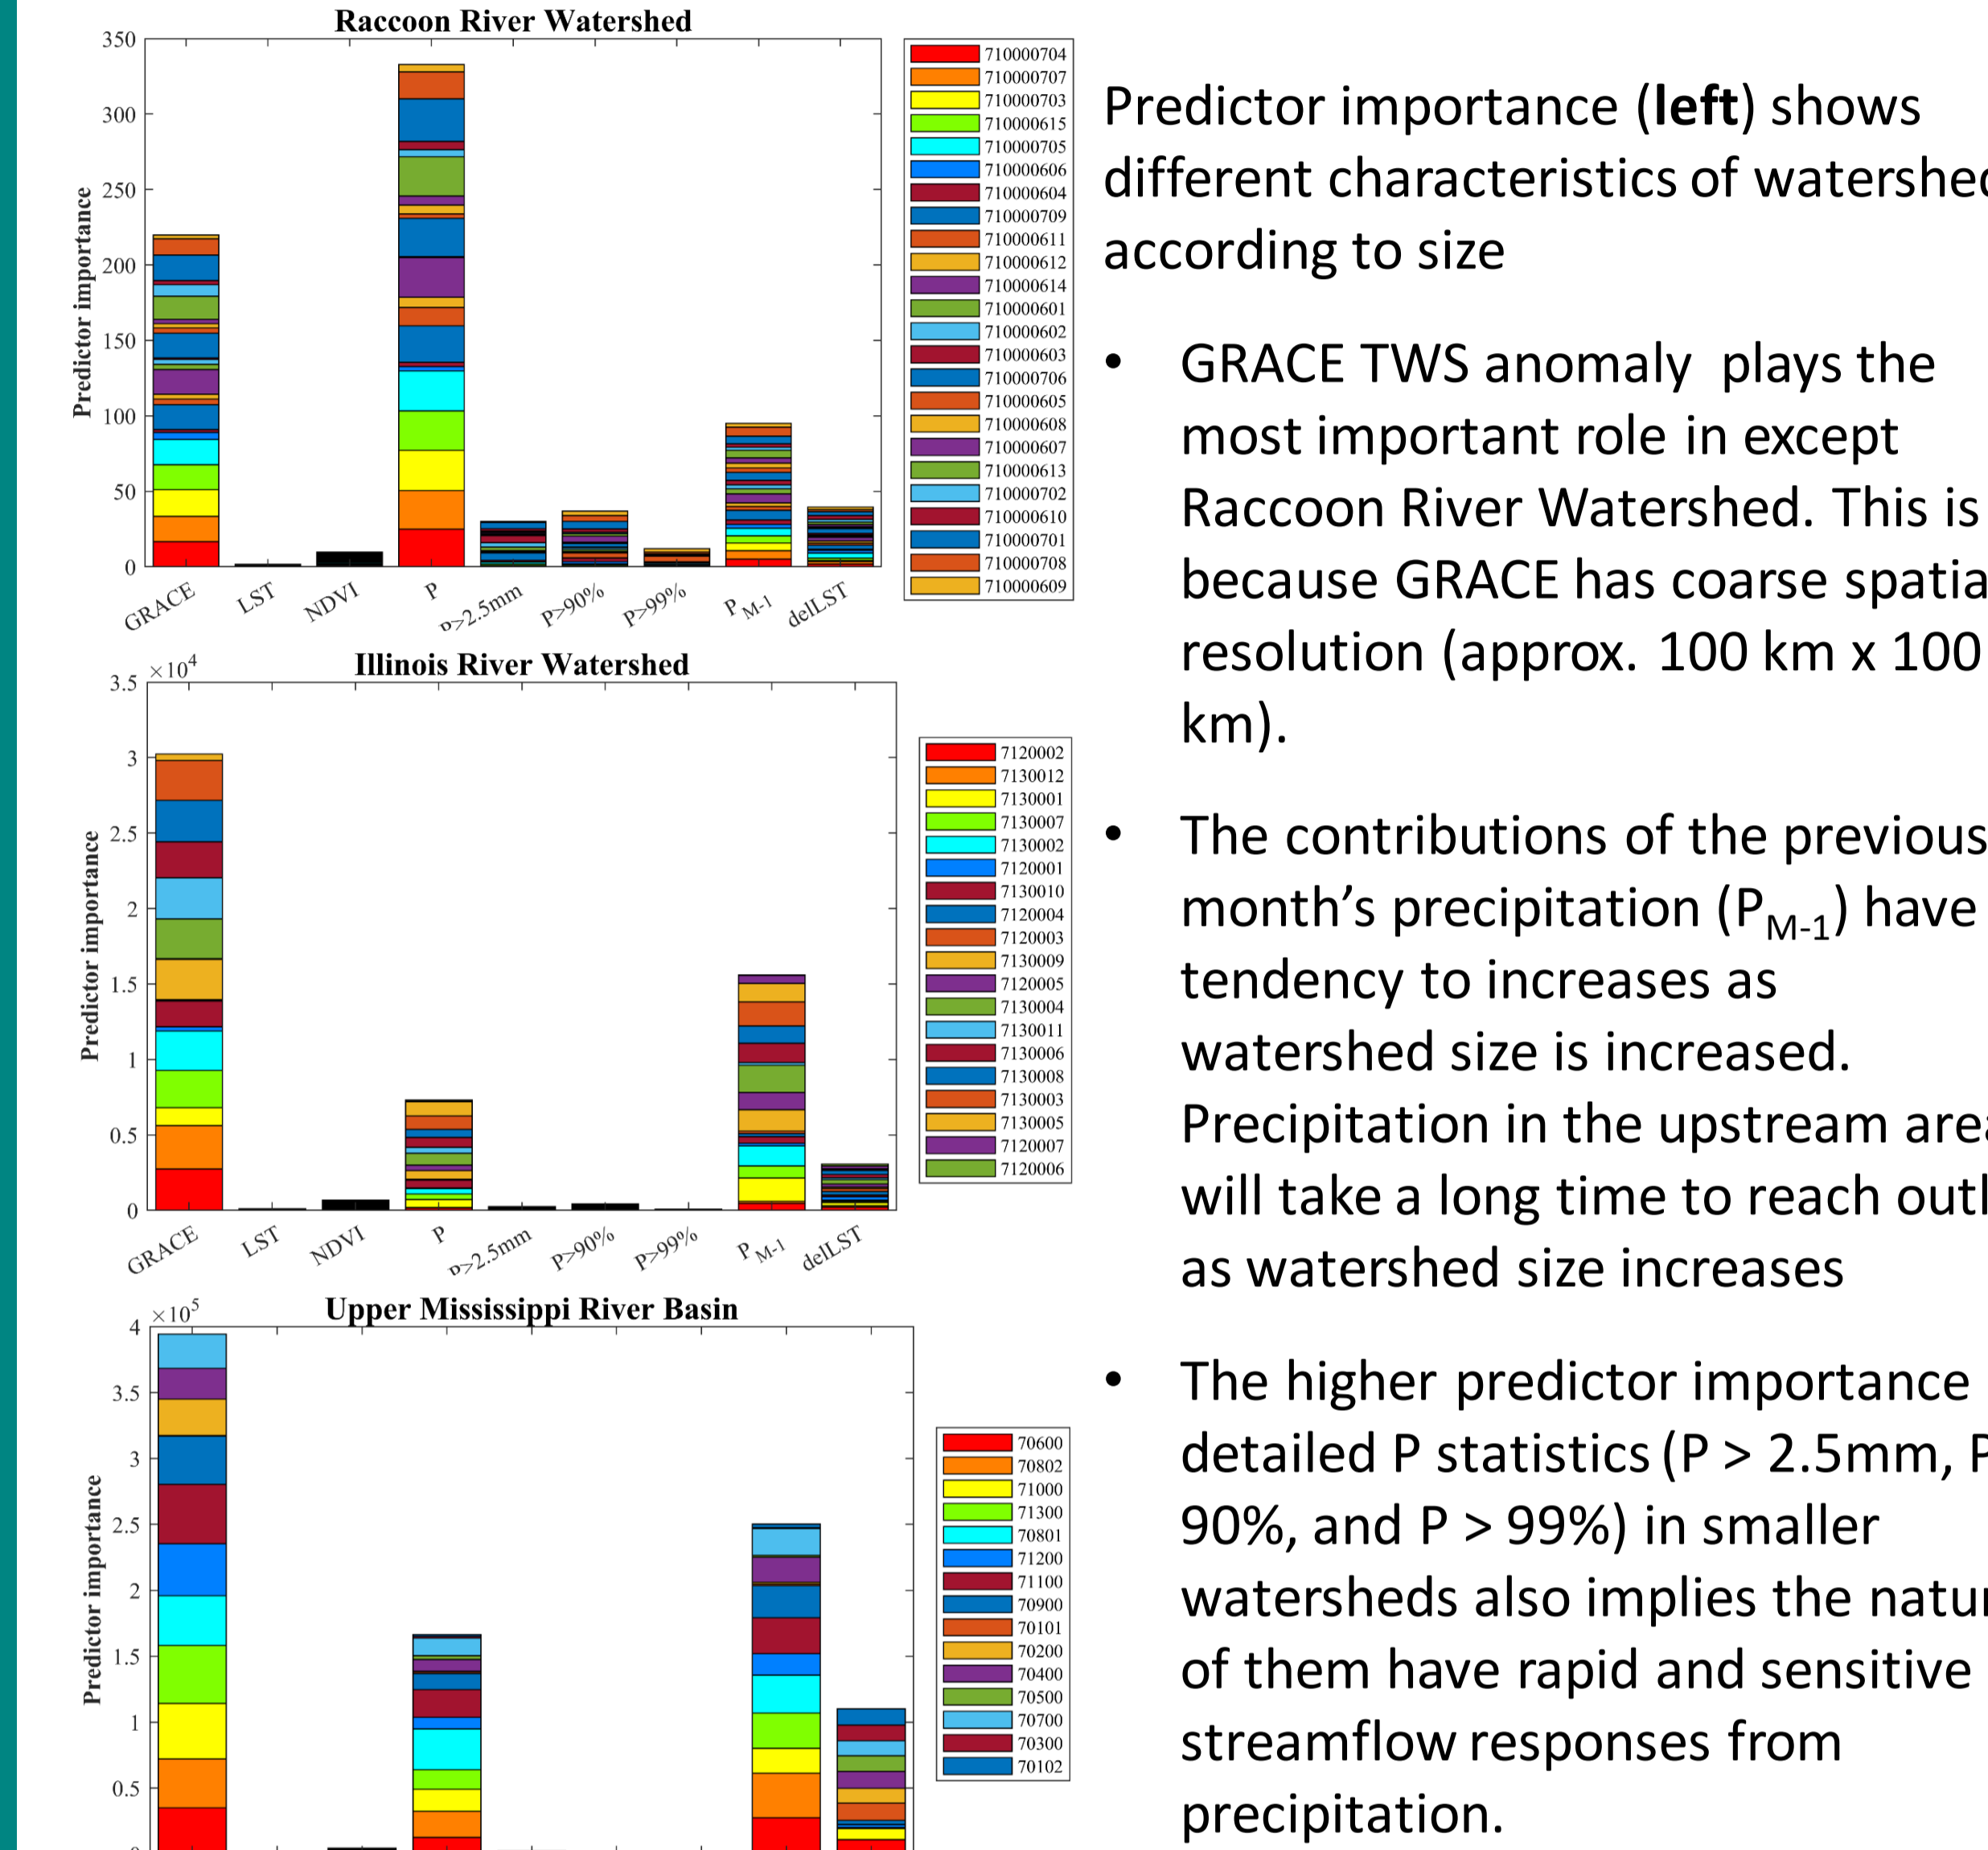 Raccoon River Watershed
350
300
250
200
150
100
50
0
Predictor importance
GRACE
LST
NDVI
P
P>2.5mm
P>90%
P>99%
P M-1
delLST
710000704
710000707
710000703
710000615
710000705
710000606
710000604
710000709
710000611
710000612
710000614
710000601
710000602
710000603
710000706
710000605
710000608
710000607
710000613
710000702
710000610
710000701
710000708
710000609
Illinois River Watershed
×10^4
3.5
3
2.5
2
1.5
1
0.5
0
Predictor importance
GRACE
LST
NDVI
P
P>2.5mm
P>90%
P>99%
P M-1
delLST
7120002
7130012
7130001
7130007
7130002
7120001
7130010
7120004
7120003
7130009
7120005
7130004
7130011
7130006
7130008
7130003
7130005
7120007
7120006
Upper Mississippi River Basin
×10^5
4
3.5
3
2.5
2
1.5
1
0.5
Predictor importance
70600
70802
71000
71300
70801
71200
71100
70900
70101
70200
70400
70500
70700
70300
70102
Predictor importance (left) shows
different characteristics of watershed
according to size
• GRACE TWS anomaly  plays the
most important role in except
Raccoon River Watershed. This is
because GRACE has coarse spatia
resolution (approx. 100 km x 100
km).
• The contributions of the previous
month’s precipitation (P M-1) have
tendency to increases as
watershed size is increased.
Precipitation in the upstream area
will take a long time to reach outl
as watershed size increases
• The higher predictor importance
detailed P statistics (P > 2.5mm, P
90%, and P > 99%) in smaller
watersheds also implies the natur
of them have rapid and sensitive
streamflow responses from
precipitation.